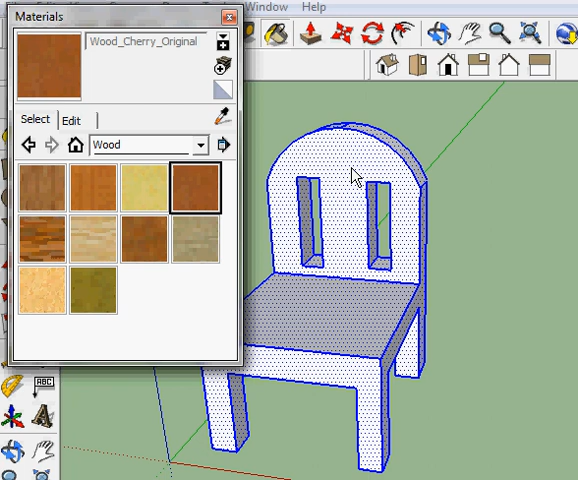 Materials
Window Help
Wood_Cherry_Original
Select Edit
Wood
ABC
A